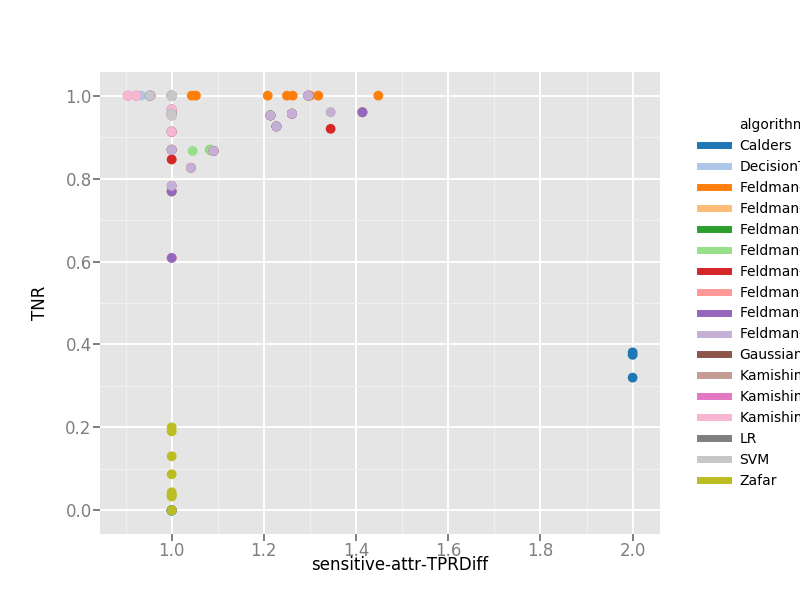 algorithm
Calders
DecisionT
Feldman-
Feldman-
Feldman-
Feldman-
Feldman-
Feldman-
Feldman-
Feldman-
Gaussian
Kamishin
Kamishin
Kamishin
LR
SVM
Zafar
TNR
1.0
0.8
0.6
0.4
0.2
0.0
1.0 1.2 1.4 1.6 1.8 2.0
sensitive-attr-TPRDiff